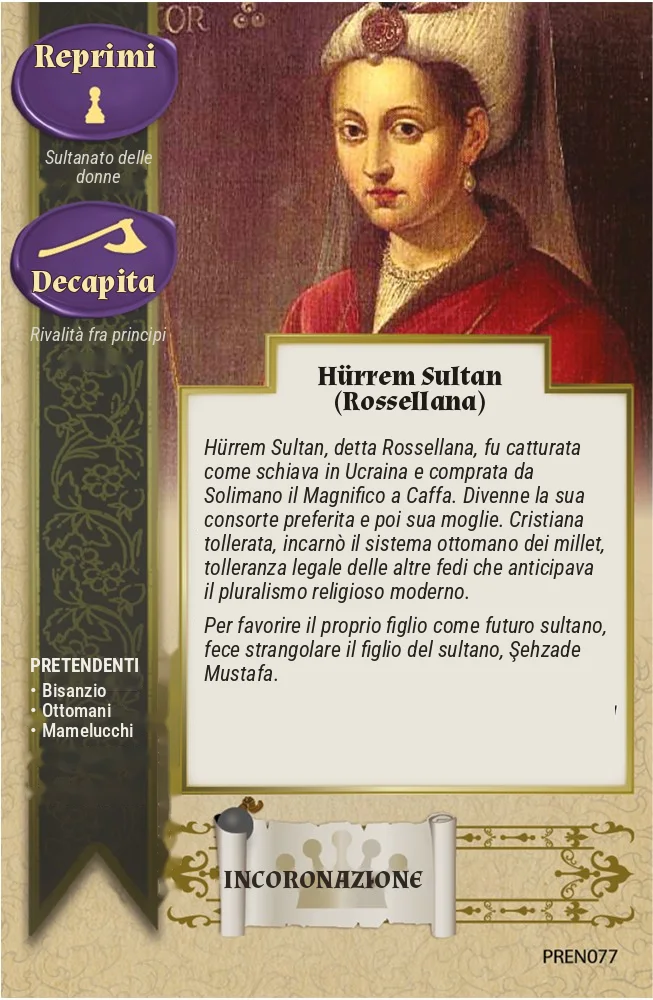 OR
Reprimi
Sultanato delle
donne
Decapita
Rivalità fra principi
Hürrem Sultan
(Rossellana)
Hürrem Sultan, detta Rossellana, fu catturata
come schiava in Ucraina e comprata da
Solimano il Magnifico a Caffa. Divenne la sua
consorte preferita e poi sua moglie. Cristiana
tollerata, incarnò il sistema ottomano dei millet,
tolleranza legale delle altre fedi che anticipava
il pluralismo religioso moderno.
Per favorire il proprio figlio come futuro sultano,
fece strangolare il figlio del sultano, Şehzade
Mustafa.
PRETENDENTI
• Bisanzio
• Ottomani
• Mamelucchi
INCORONAZIONE
PREN077